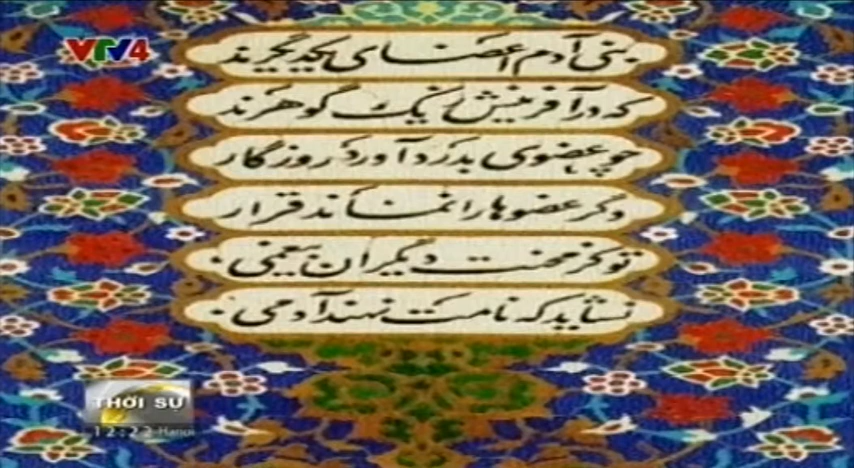 VTV4
بنی آدم اعضای یکدیگرند
که در آفرینش ز یک گوهرند
چو عضوی بدرد آورد روزگار
دگر عضوها را نماند قرار
تو کز محنت دیگران بی‌غمی
نشاید که نامت نهند آدمی
THỜI SỰ
12:22 Hanoi